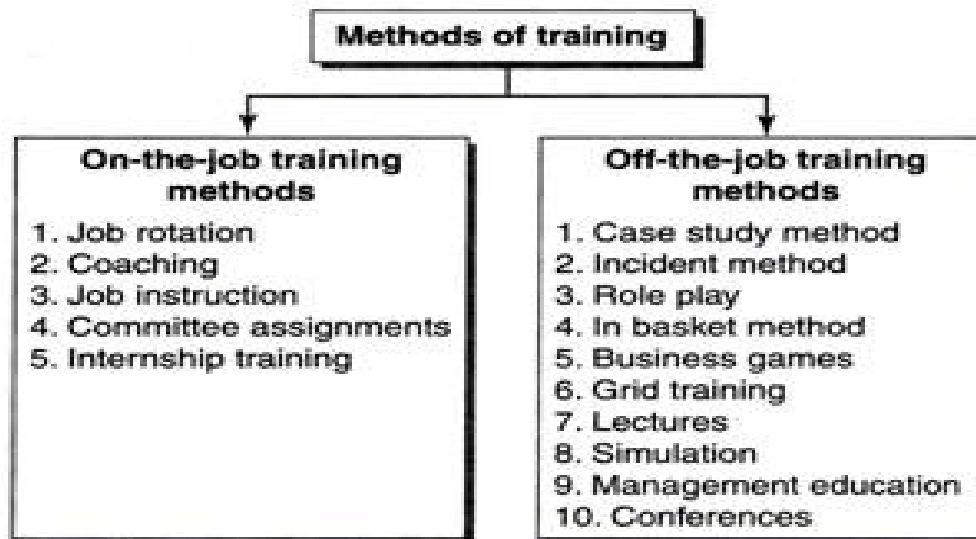 Methods of training
On-the-job training
methods
1. Job rotation
2. Coaching
3. Job instruction
4. Committee assignments
5. Internship training
Off-the-job training
methods
1. Case study method
2. Incident method
3. Role play
4. In basket method
5. Business games
6. Grid training
7. Lectures
8. Simulation
9. Management education
10. Conferences